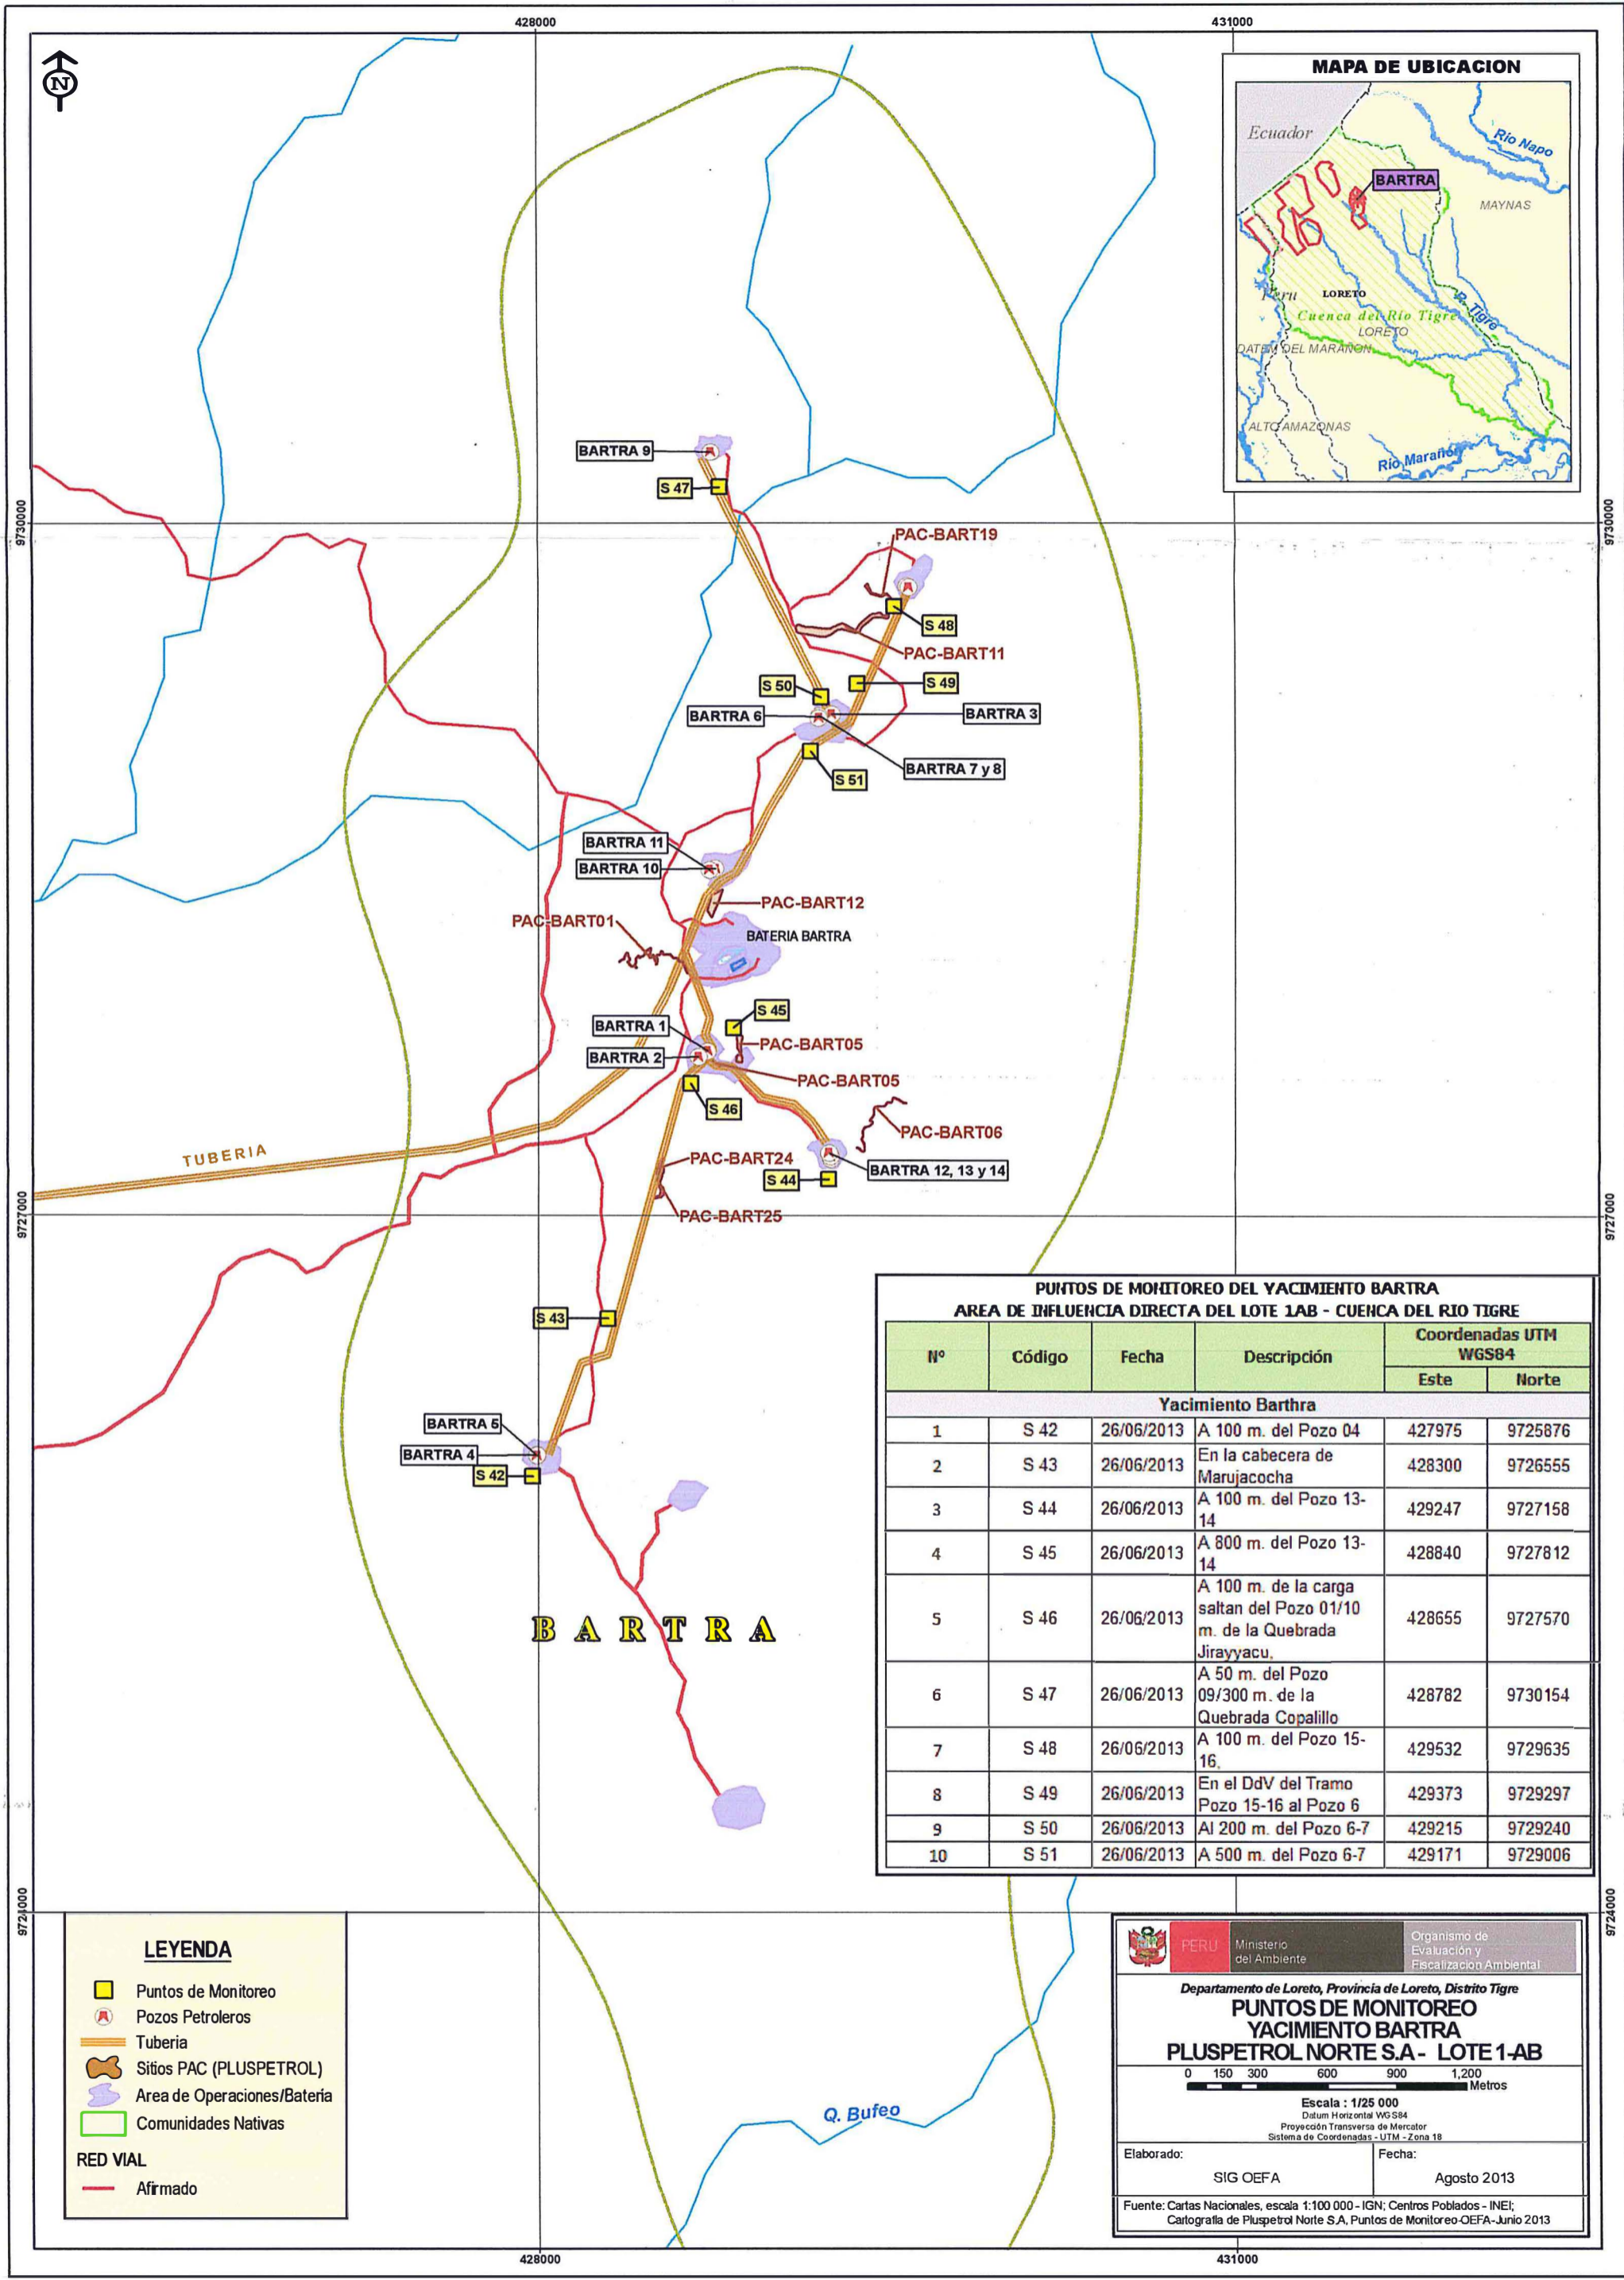 428000
431000
N
MAPA DE UBICACION
Ecuador
Río Napo
BARTRA
MAYNAS
Peru
LORETO
R. Tigre
Cuenca del Río Tigre
LORETO
DATEM DEL MARAÑON
ALTO AMAZONAS
Río Marañón
9730000
9730000
BARTRA 9
S 47
PAC-BART19
S 48
PAC-BART11
S 50
S 49
BARTRA 6
BARTRA 3
BARTRA 7 y 8
S 51
BARTRA 11
BARTRA 10
PAC-BART12
PAC-BART01
BATERIA BARTRA
S 45
BARTRA 1
PAC-BART05
BARTRA 2
PAC-BART05
S 46
PAC-BART06
TUBERIA
PAC-BART24
BARTRA 12, 13 y 14
S 44
PAC-BART25
9727000
9727000
S 43
BARTRA 5
BARTRA 4
S 42
BARTRA
PUNTOS DE MONITOREO DEL YACIMIENTO BARTRA
AREA DE INFLUENCIA DIRECTA DEL LOTE 1AB - CUENCA DEL RIO TIGRE
Nº Código Fecha Descripción Coordenadas UTM WGS84
Este Norte
Yacimiento Barthra
1 S 42 26/06/2013 A 100 m. del Pozo 04 427975 9725876
2 S 43 26/06/2013 En la cabecera de Marujacocha 428300 9726555
3 S 44 26/06/2013 A 100 m. del Pozo 13-14 429247 9727158
4 S 45 26/06/2013 A 800 m. del Pozo 13-14 428840 9727812
5 S 46 26/06/2013 A 100 m. de la carga saltan del Pozo 01/10 m. de la Quebrada Jirayyacu. 428655 9727570
6 S 47 26/06/2013 A 50 m. del Pozo 09/300 m. de la Quebrada Copalillo 428782 9730154
7 S 48 26/06/2013 A 100 m. del Pozo 15-16. 429532 9729635
8 S 49 26/06/2013 En el DdV del Tramo Pozo 15-16 al Pozo 6 429373 9729297
9 S 50 26/06/2013 Al 200 m. del Pozo 6-7 429215 9729240
10 S 51 26/06/2013 A 500 m. del Pozo 6-7 429171 9729006
9724000
9724000
LEYENDA
Puntos de Monitoreo
Pozos Petroleros
Tuberia
Sitios PAC (PLUSPETROL)
Area de Operaciones/Bateria
Comunidades Nativas
RED VIAL
Afirmado
Q. Bufeo
PERU
Ministerio
del Ambiente
Organismo de
Evaluación y
Fiscalizacion Ambiental
Departamento de Loreto, Provincia de Loreto, Distrito Tigre
PUNTOS DE MONITOREO
YACIMIENTO BARTRA
PLUSPETROL NORTE S.A - LOTE 1-AB
0 150 300 600 900 1,200
Metros
Escala : 1/25 000
Datum Horizontal WGS84
Proyección Transversa de Mercator
Sistema de Coordenadas - UTM - Zona 18
Elaborado:
SIG OEFA
Fecha:
Agosto 2013
Fuente: Cartas Nacionales, escala 1:100 000 - IGN; Centros Poblados - INEI;
Cartografia de Pluspetrol Norte S.A, Puntos de Monitoreo-OEFA-Junio 2013
428000
431000